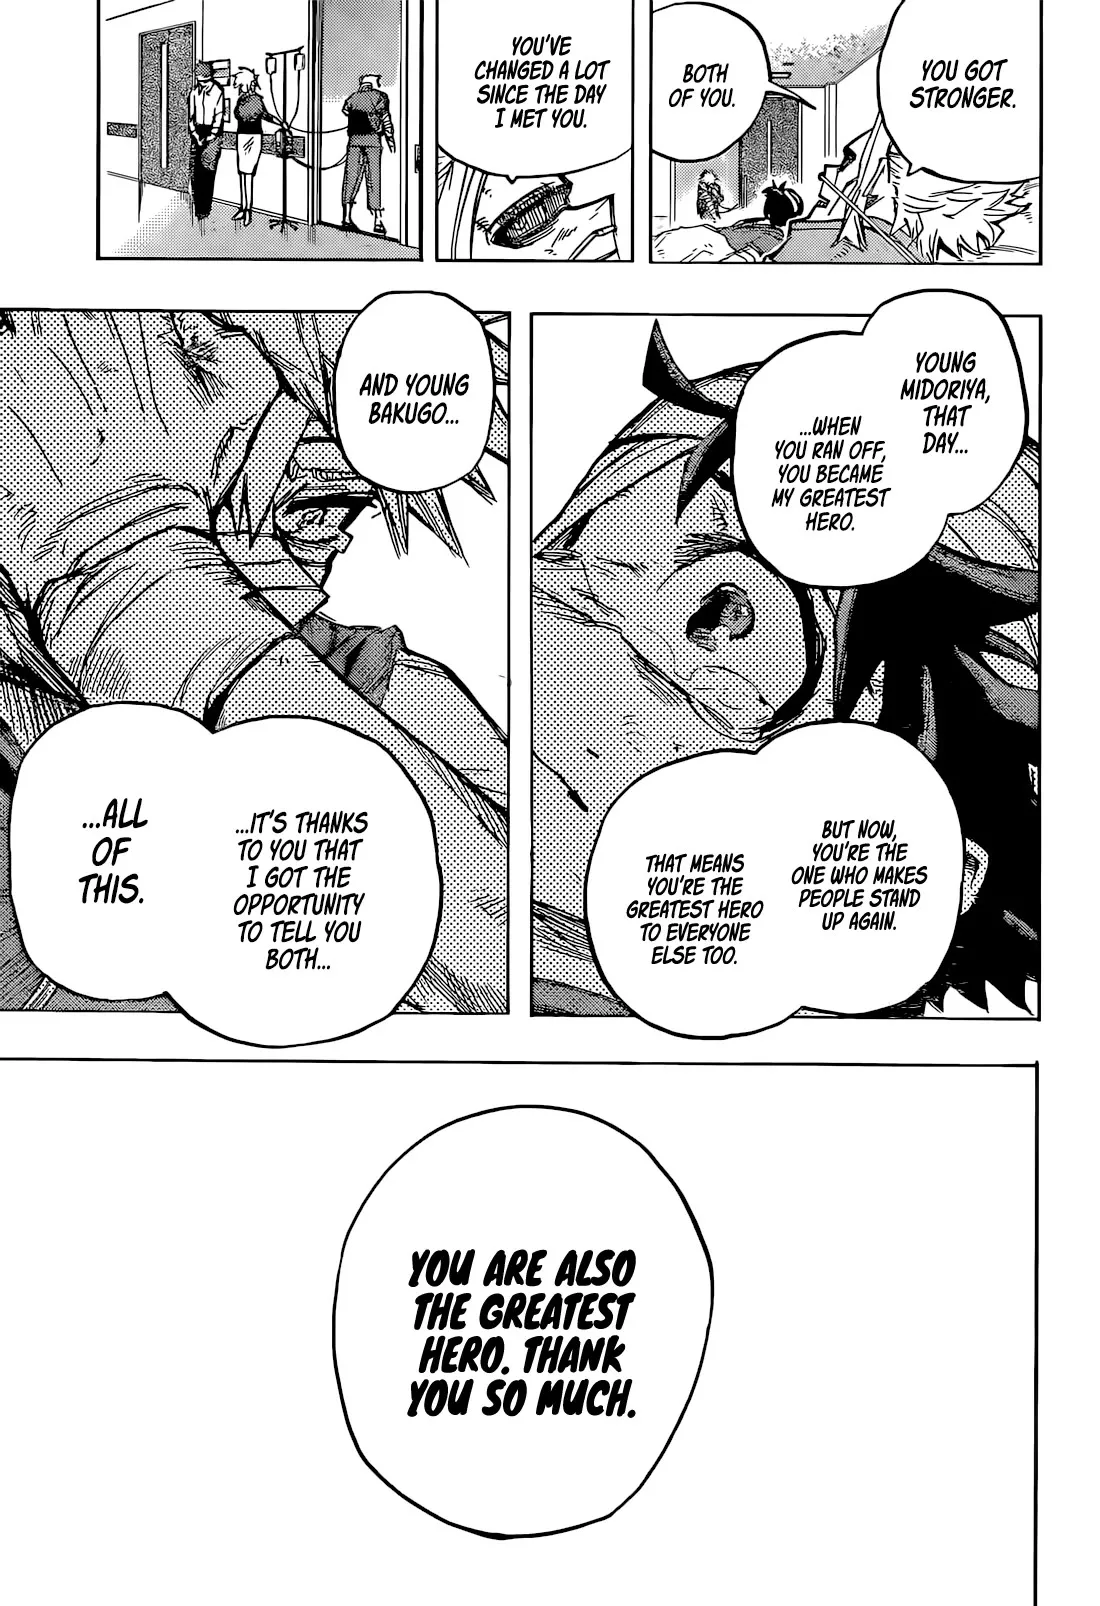 YOU GOT
STRONGER.
BOTH
OF YOU.
YOU'VE
CHANGED A LOT
SINCE THE DAY
I MET YOU.
YOUNG
MIDORIYA,
THAT
DAY...
...WHEN
YOU RAN OFF,
YOU BECAME
MY GREATEST
HERO.
BUT NOW,
YOU'RE THE
ONE WHO MAKES
PEOPLE STAND
UP AGAIN.
THAT MEANS
YOU'RE THE
GREATEST HERO
TO EVERYONE
ELSE TOO.
AND YOUNG
BAKUGO...
...IT'S THANKS
TO YOU THAT
I GOT THE
OPPORTUNITY
TO TELL YOU
BOTH...
...ALL
OF
THIS.
YOU ARE ALSO
THE GREATEST
HERO. THANK
YOU SO MUCH.